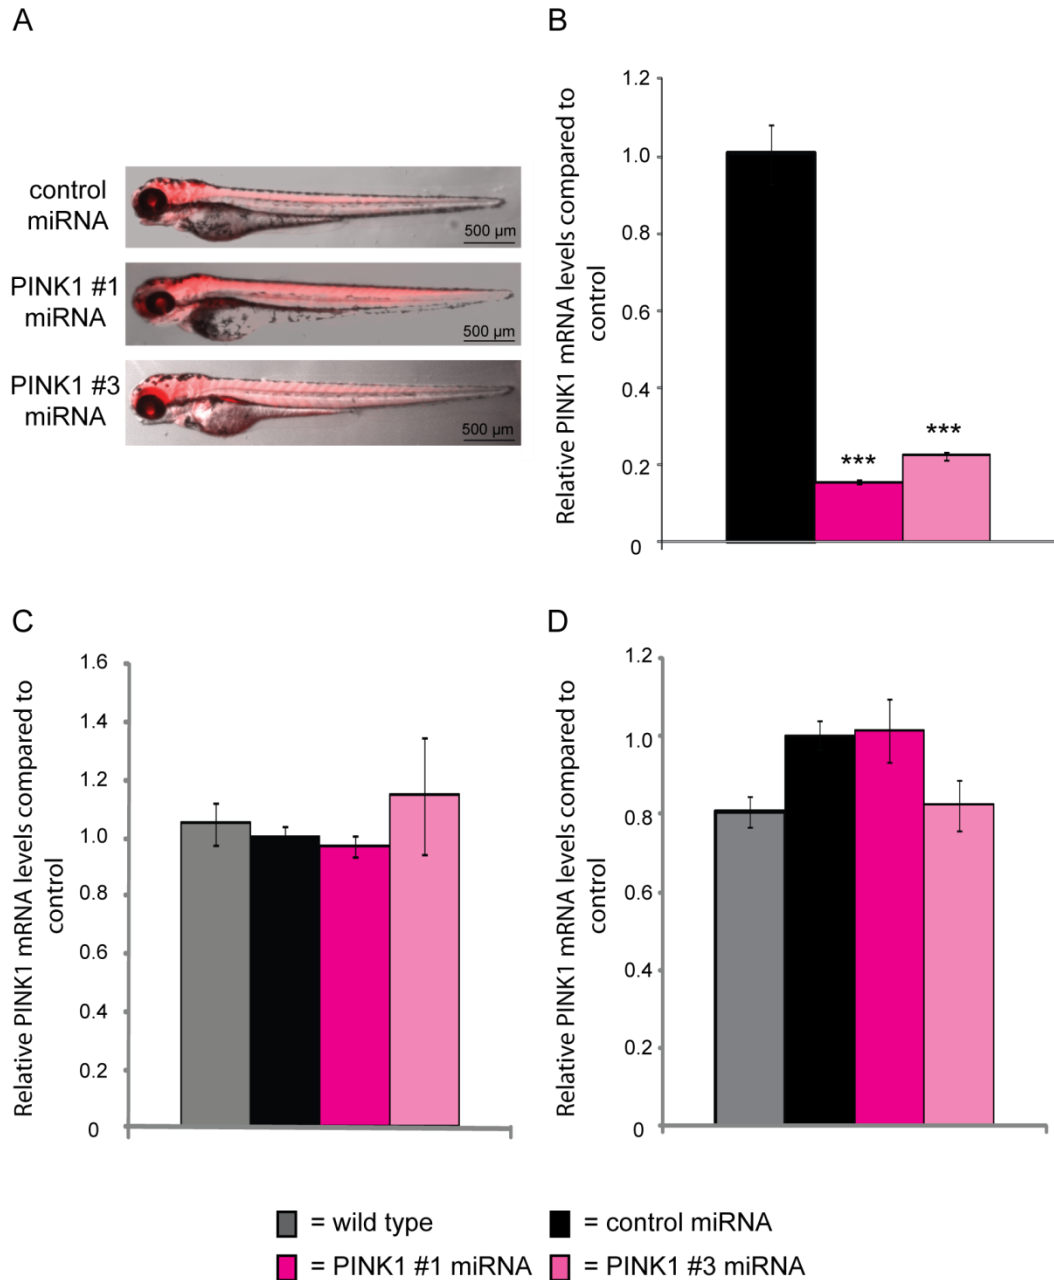 A
control
miRNA
500 µm
PINK1 #1
miRNA
500 µm
PINK1 #3
miRNA
500 µm
B
Relative PINK1 mRNA levels compared to
control
1.2
1.0
0.8
0.6
0.4
0.2
0
***
***
C
Relative PINK1 mRNA levels compared to
control
1.6
1.4
1.2
1.0
0.8
0.6
0.4
0.2
0
D
Relative PINK1 mRNA levels compared to
control
1.2
1.0
0.8
0.6
0.4
0.2
0
= wild type
= control miRNA
= PINK1 #1 miRNA
= PINK1 #3 miRNA